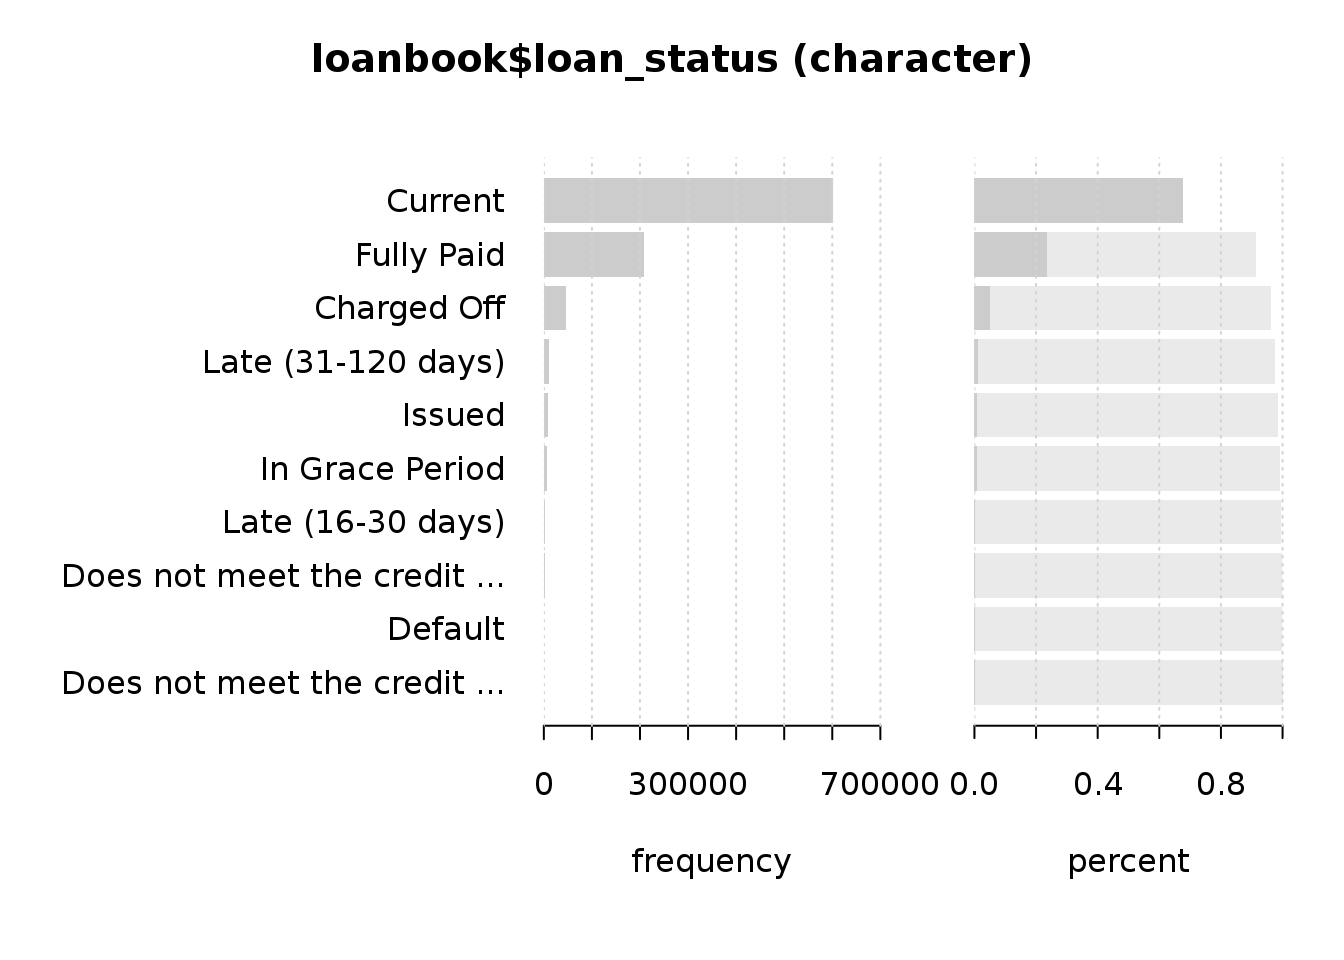 loanbook$loan_status (character)
Current
Fully Paid
Charged Off
Late (31-120 days)
Issued
In Grace Period
Late (16-30 days)
Does not meet the credit ...
Default
Does not meet the credit ...
0 300000 700000 0.0 0.4 0.8
frequency percent